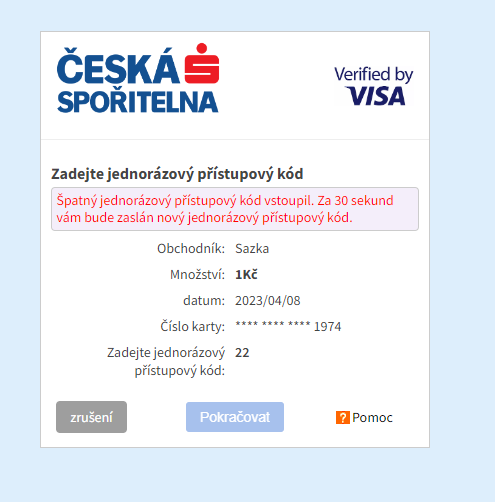 ČESKÁ
SPOŘITELNA
Verified by
VISA
Zadejte jednorázový přístupový kód
Špatný jednorázový přístupový kód vstoupil. Za 30 sekund
vám bude zaslán nový jednorázový přístupový kód.
Obchodník: Sazka
Množství: 1Kč
datum: 2023/04/08
Číslo karty: **** **** **** 1974
Zadejte jednorázový 22
přístupový kód:
zrušení Pokračovat ? Pomoc